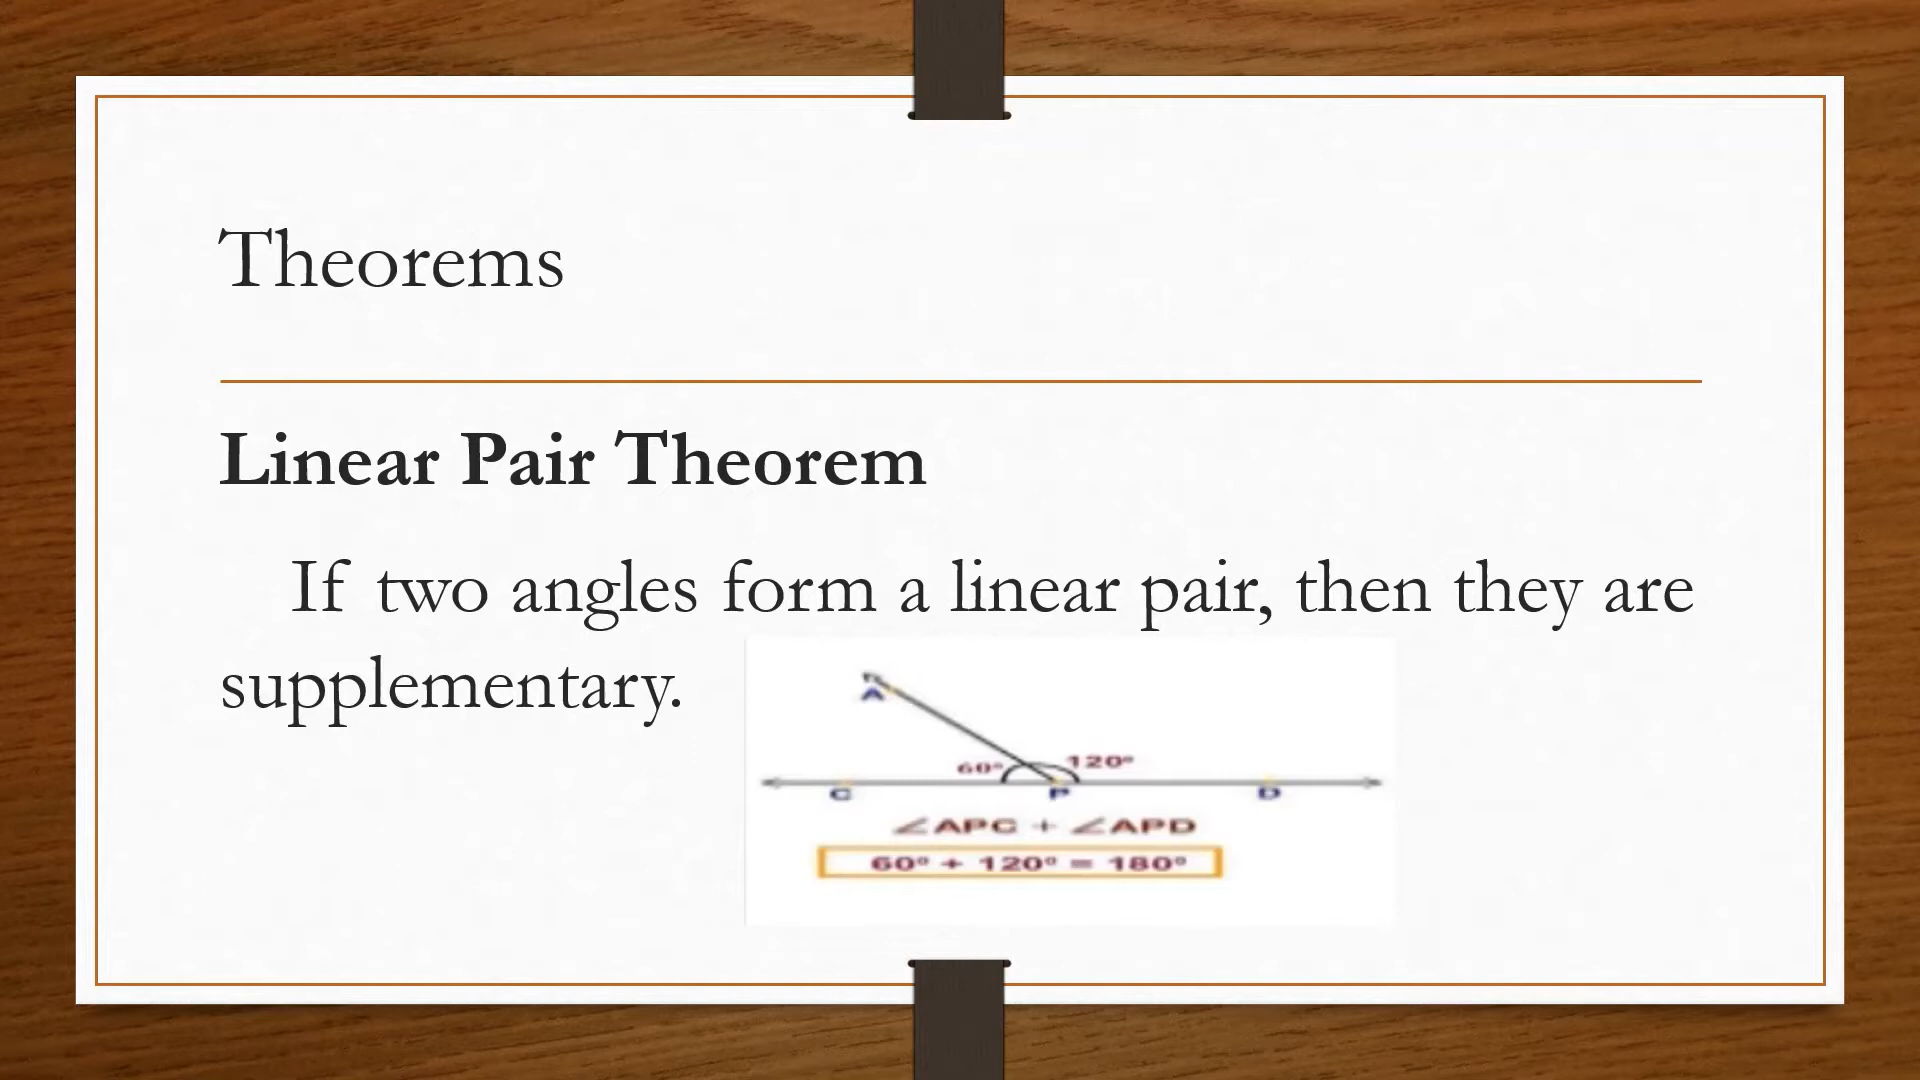 Theorems
Linear Pair Theorem
If two angles form a linear pair, then they are
supplementary.
A
60° 120°
C P D
∠APC + ∠APD
60° + 120° = 180°